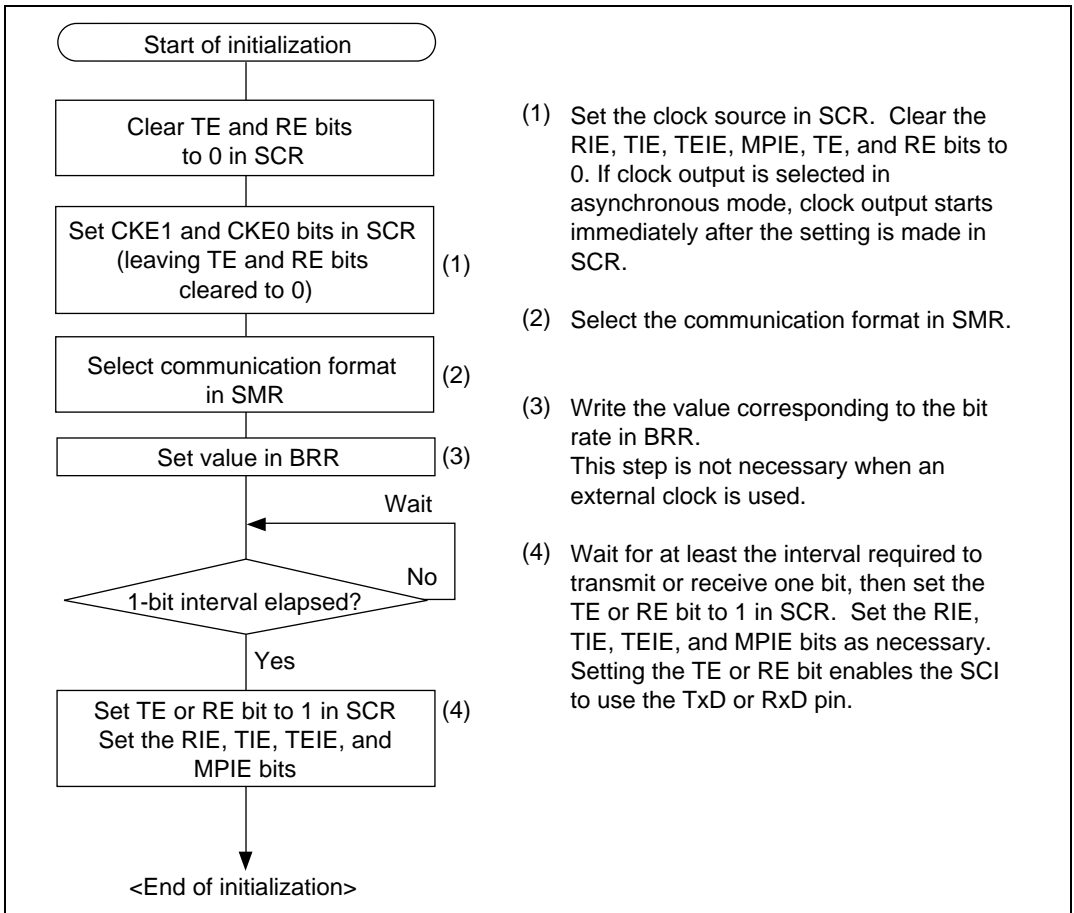 Start of initialization
Clear TE and RE bits
to 0 in SCR
Set CKE1 and CKE0 bits in SCR
(leaving TE and RE bits
cleared to 0)
(1)
Select communication format
in SMR
(2)
Set value in BRR
(3)
Wait
No
1-bit interval elapsed?
Yes
Set TE or RE bit to 1 in SCR
Set the RIE, TIE, TEIE, and
MPIE bits
(4)
<End of initialization>
(1) Set the clock source in SCR. Clear the
RIE, TIE, TEIE, MPIE, TE, and RE bits to
0. If clock output is selected in
asynchronous mode, clock output starts
immediately after the setting is made in
SCR.
(2) Select the communication format in SMR.
(3) Write the value corresponding to the bit
rate in BRR.
This step is not necessary when an
external clock is used.
(4) Wait for at least the interval required to
transmit or receive one bit, then set the
TE or RE bit to 1 in SCR. Set the RIE,
TIE, TEIE, and MPIE bits as necessary.
Setting the TE or RE bit enables the SCI
to use the TxD or RxD pin.